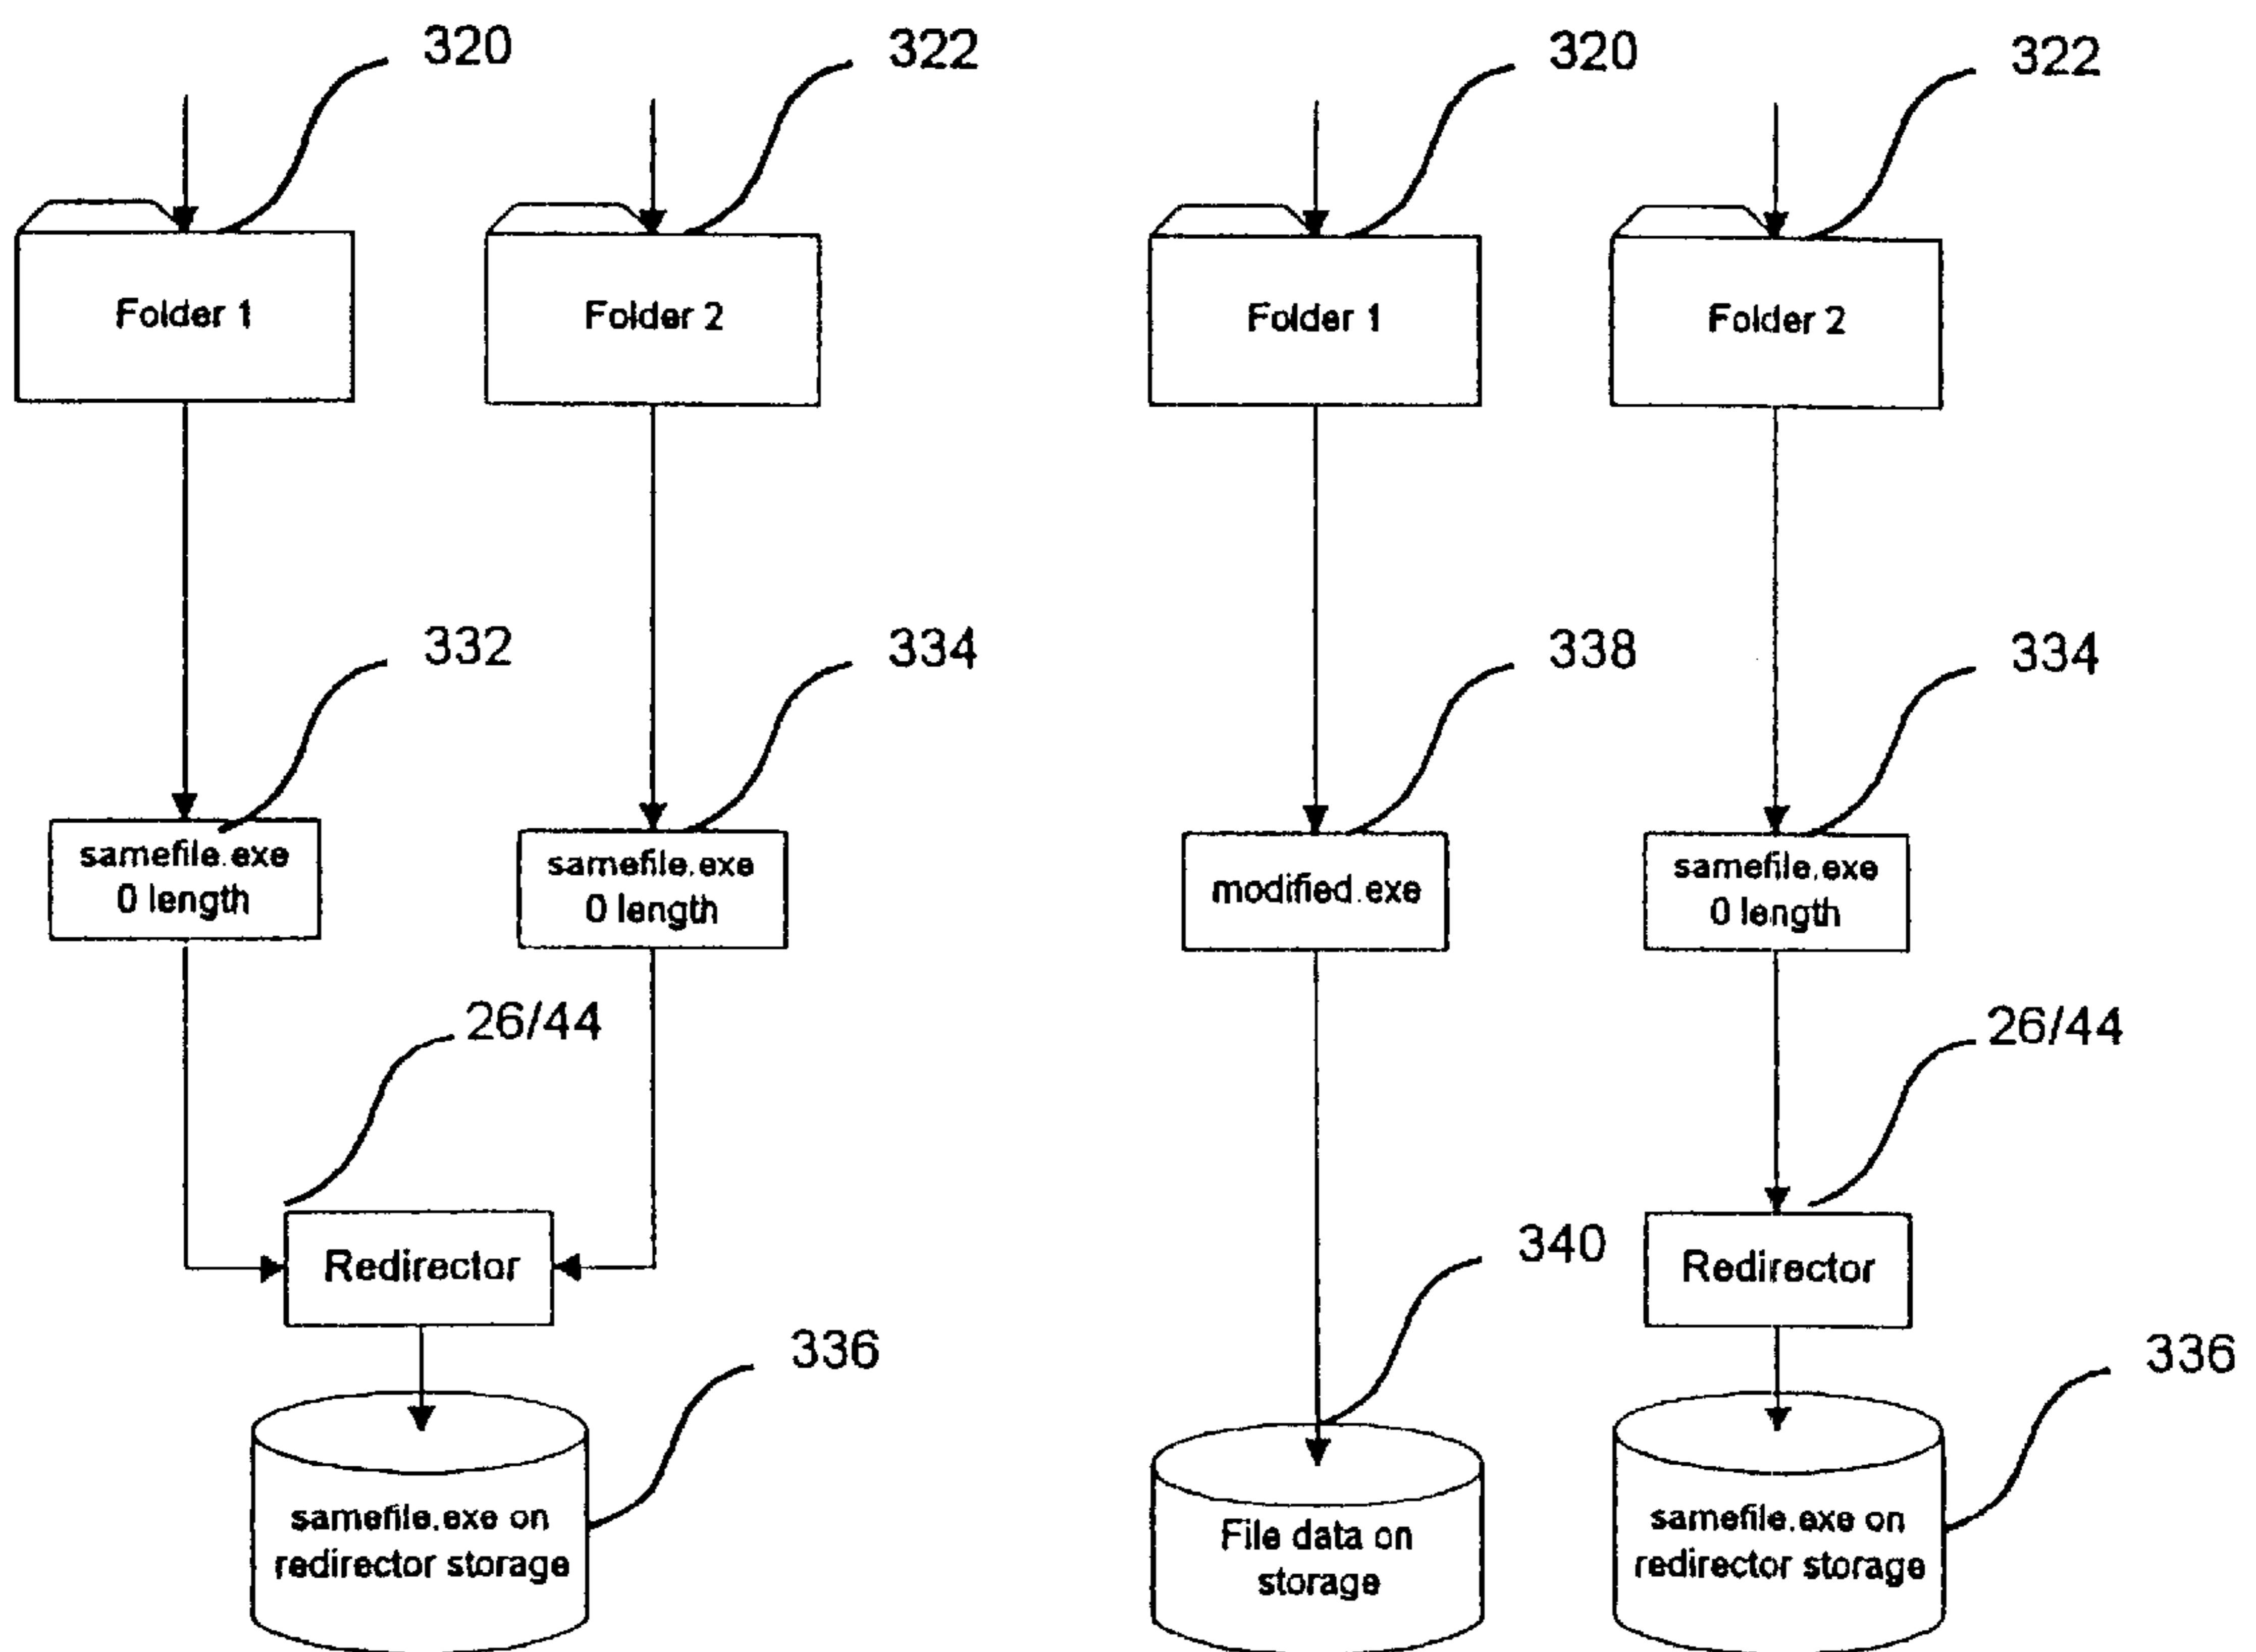 320
322
320
322
Folder 1
Folder 2
Folder 1
Folder 2
332
334
338
334
samefile.exe
0 length
samefile.exe
0 length
modified.exe
samefile.exe
0 length
26/44
26/44
Redirector
340
Redirector
336
336
samefile.exe on
redirector storage
File data on
storage
samefile.exe on
redirector storage